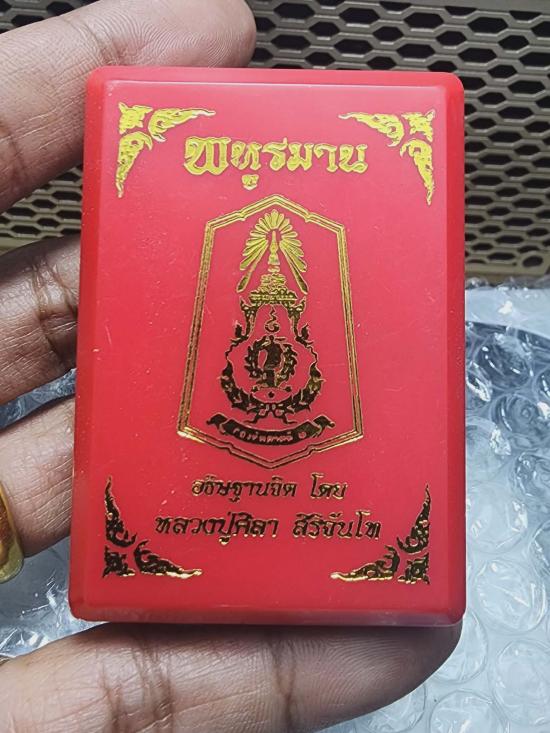 พหูรมาน
อธิษฐานจิต โดย
หลวงปู่ศิลา สิริจันโท